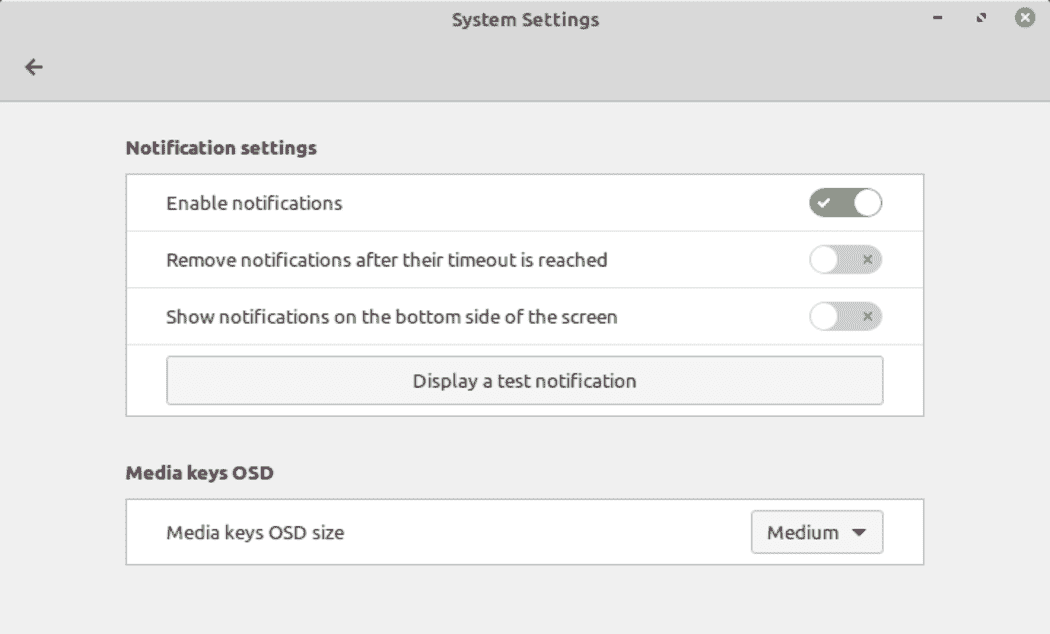 System Settings
Notification settings
Enable notifications
Remove notifications after their timeout is reached
Show notifications on the bottom side of the screen
Display a test notification
Media keys OSD
Media keys OSD size
Medium